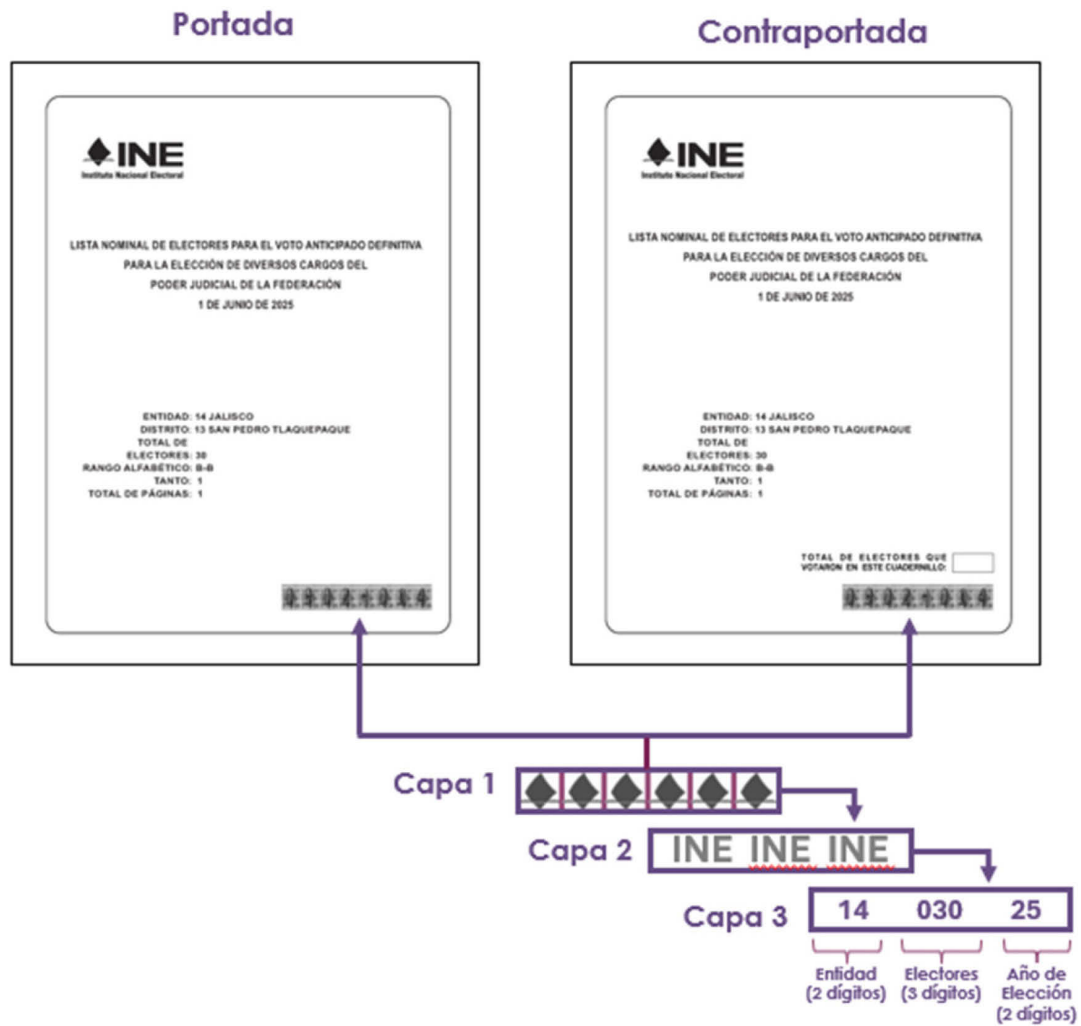 Portada
INE
Instituto Nacional Electoral
LISTA NOMINAL DE ELECTORES PARA EL VOTO ANTICIPADO DEFINITIVA
PARA LA ELECCIÓN DE DIVERSOS CARGOS DEL
PODER JUDICIAL DE LA FEDERACIÓN
1 DE JUNIO DE 2025
ENTIDAD: 14 JALISCO
DISTRITO: 13 SAN PEDRO TLAQUEPAQUE
TOTAL DE
ELECTORES: 30
RANGO ALFABÉTICO: B-B
TANTO: 1
TOTAL DE PÁGINAS: 1
Contraportada
INE
Instituto Nacional Electoral
LISTA NOMINAL DE ELECTORES PARA EL VOTO ANTICIPADO DEFINITIVA
PARA LA ELECCIÓN DE DIVERSOS CARGOS DEL
PODER JUDICIAL DE LA FEDERACIÓN
1 DE JUNIO DE 2025
ENTIDAD: 14 JALISCO
DISTRITO: 13 SAN PEDRO TLAQUEPAQUE
TOTAL DE
ELECTORES: 30
RANGO ALFABÉTICO: B-B
TANTO: 1
TOTAL DE PÁGINAS: 1
TOTAL DE ELECTORES QUE
VOTARON EN ESTE CUADERNILLO:
Capa 1
Capa 2 INE INE INE
Capa 3 14 030 25
Entidad (2 dígitos)
Electores (3 dígitos)
Año de Elección (2 dígitos)